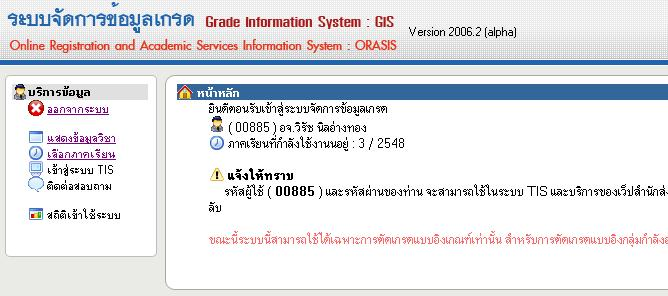 ระบบจัดการข้อมูลเกรด Grade Information System : GIS
Version 2006.2 (alpha)
Online Registration and Academic Services Information System : ORASIS
บริการข้อมูล
ออกจากระบบ
แสดงข้อมูลวิชา
เลือกภาคเรียน
เข้าสู่ระบบ TIS
ติดต่อสอบถาม
สถิติเข้าใช้ระบบ
หน้าหลัก
ยินดีตอนรับเข้าสู่ระบบจัดการข้อมูลเกรด
( 00885 ) อจ.วิรัช นิลอ่างทอง
ภาคเรียนที่กำลังใช้งานนอยู่ : 3 / 2548
แจ้งให้ทราบ
รหัสผู้ใช้ ( 00885 ) และรหัสผ่านของท่าน จะสามารถใช้ในระบบ TIS และบริการของเว็ปสำนักส่ง
ลับ
ขณะนี้ระบบนี้สามารถใช้ได้เฉพาะการตัดเกรดแบบอิงเกณฑ์เท่านั้น สำหรับการตัดเกรดแบบอิงกลุ่มกำลัง